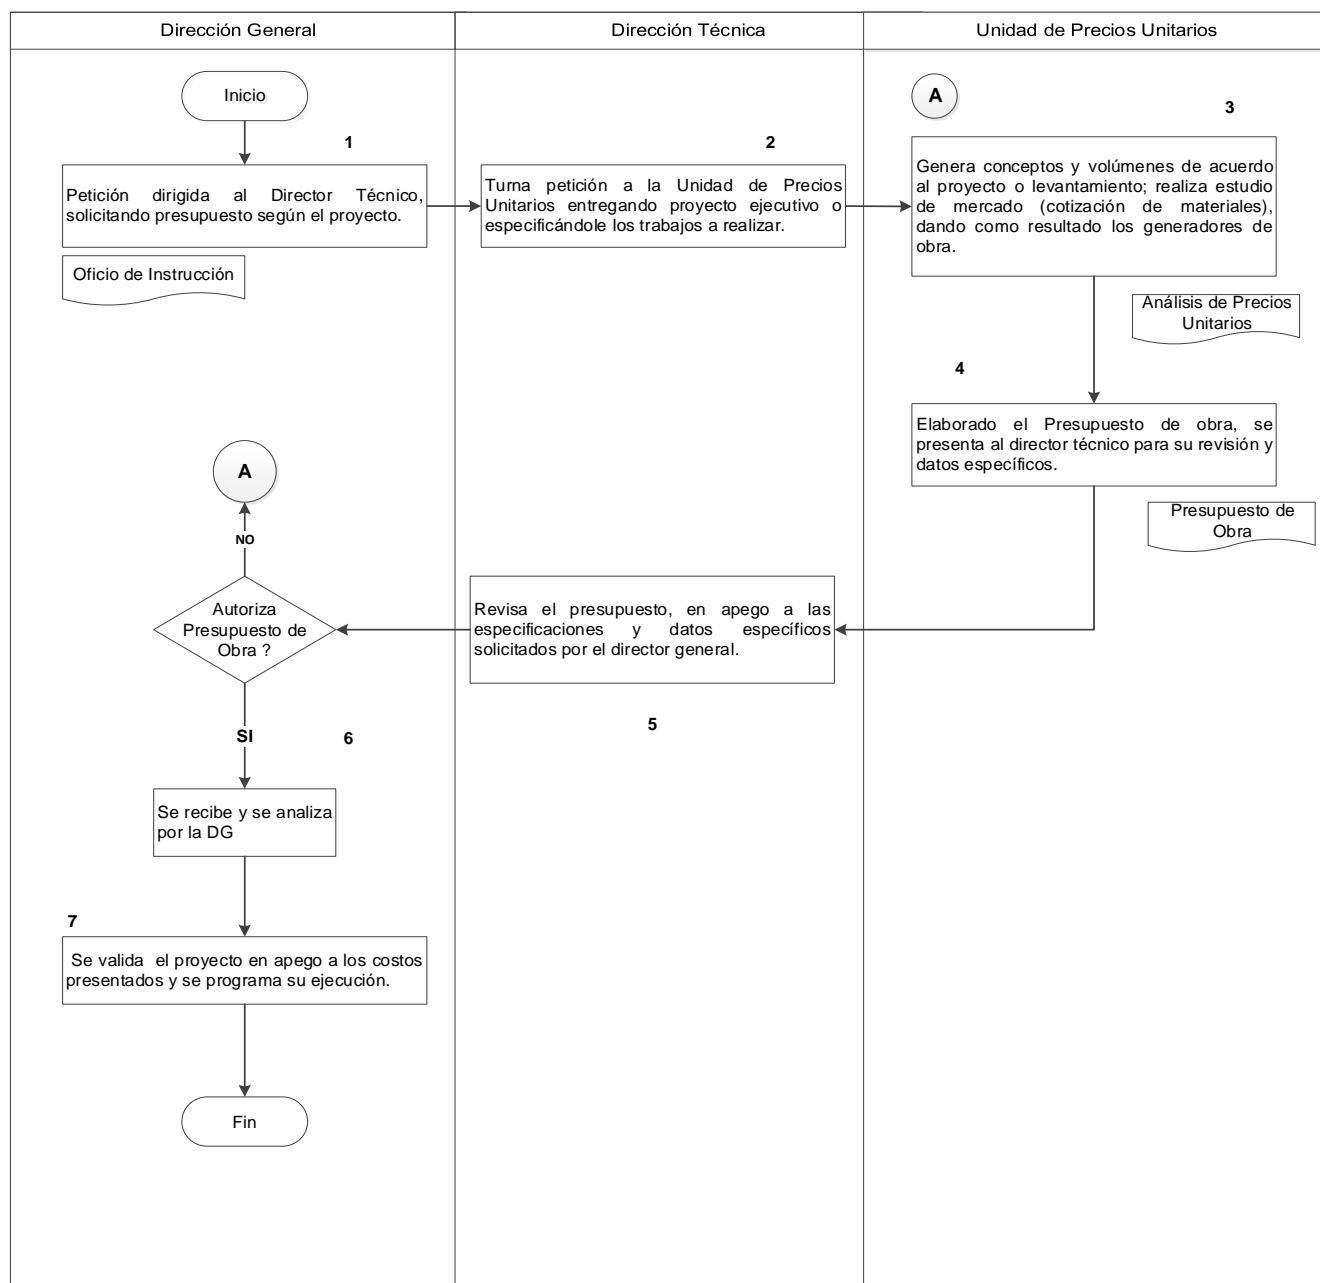 Dirección General
Dirección Técnica
Unidad de Precios Unitarios
Inicio
1
Petición dirigida al Director Técnico,
solicitando presupuesto según el proyecto.
Oficio de Instrucción
2
Turna petición a la Unidad de Precios
Unitarios entregando proyecto ejecutivo o
especificándole los trabajos a realizar.
A
3
Genera conceptos y volúmenes de acuerdo
al proyecto o levantamiento; realiza estudio
de mercado (cotización de materiales),
dando como resultado los generadores de
obra.
Análisis de Precios
Unitarios
4
Elaborado el Presupuesto de obra, se
presenta al director técnico para su revisión y
datos específicos.
Presupuesto de
Obra
Revisa el presupuesto, en apego a las
especificaciones y datos específicos
solicitados por el director general.
5
A
NO
Autoriza
Presupuesto de
Obra ?
SI
6
Se recibe y se analiza
por la DG
7
Se valida el proyecto en apego a los costos
presentados y se programa su ejecución.
Fin